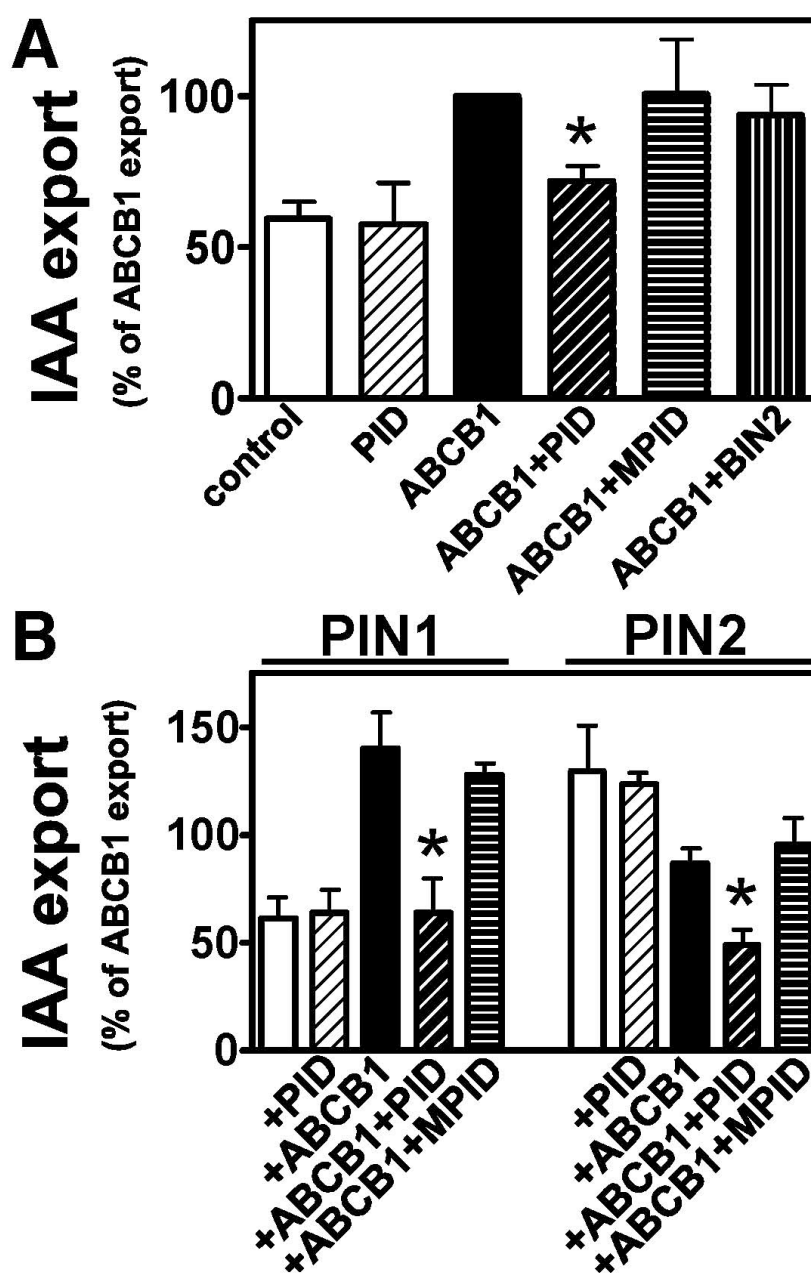 A
IAA export
(% of ABCB1 export)
100
50
0
*
control
PID
ABCB1
ABCB1+PID
ABCB1+MPID
ABCB1+BIN2
B
PIN1
PIN2
IAA export
(% of ABCB1 export)
150
100
50
0
*
*
+PID
+ABCB1
+ABCB1+PID
+ABCB1+MPID
+PID
+ABCB1
+ABCB1+PID
+ABCB1+MPID